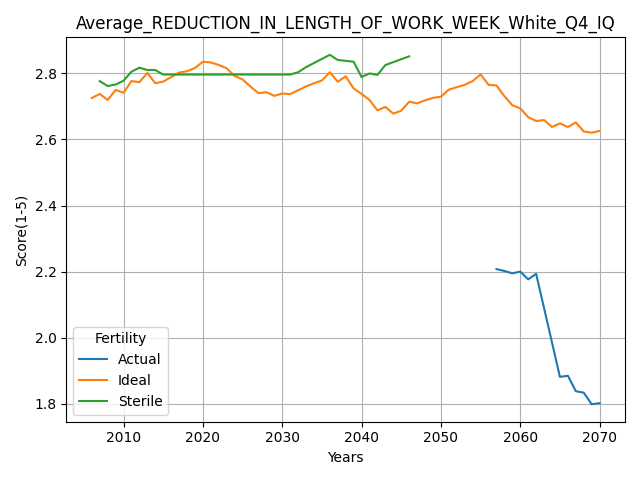 Average_REDUCTION_IN_LENGTH_OF_WORK_WEEK_White_Q4_IQ
Score(1-5)
2.8
2.6
2.4
2.2
2.0
1.8
Fertility
Actual
Ideal
Sterile
2010 2020 2030 2040 2050 2060 2070
Years